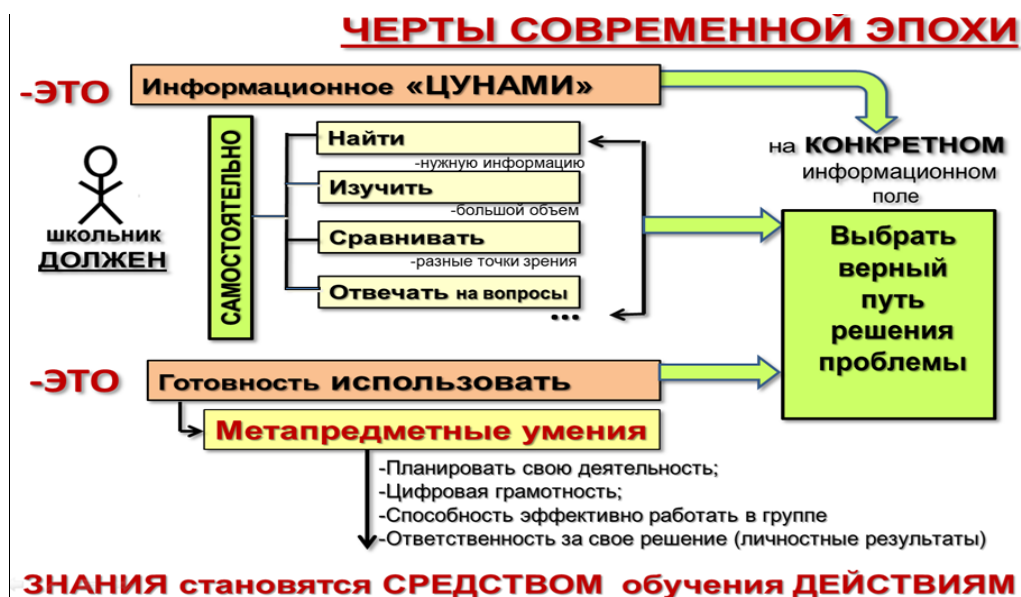 ЧЕРТЫ СОВРЕМЕННОЙ ЭПОХИ
-ЭТО
Информационное «ЦУНАМИ»
на КОНКРЕТНОМ
информационном
поле
школьник
ДОЛЖЕН
САМОСТОЯТЕЛЬНО
Найти
-нужную информацию
Изучить
-большой объем
Сравнивать
-разные точки зрения
Отвечать на вопросы
...
Выбрать
верный
путь
решения
проблемы
-ЭТО
Готовность использовать
Метапредметные умения
-Планировать свою деятельность;
-Цифровая грамотность;
-Способность эффективно работать в группе
-Ответственность за свое решение (личностные результаты)
ЗНАНИЯ становятся СРЕДСТВОМ обучения ДЕЙСТВИЯМ